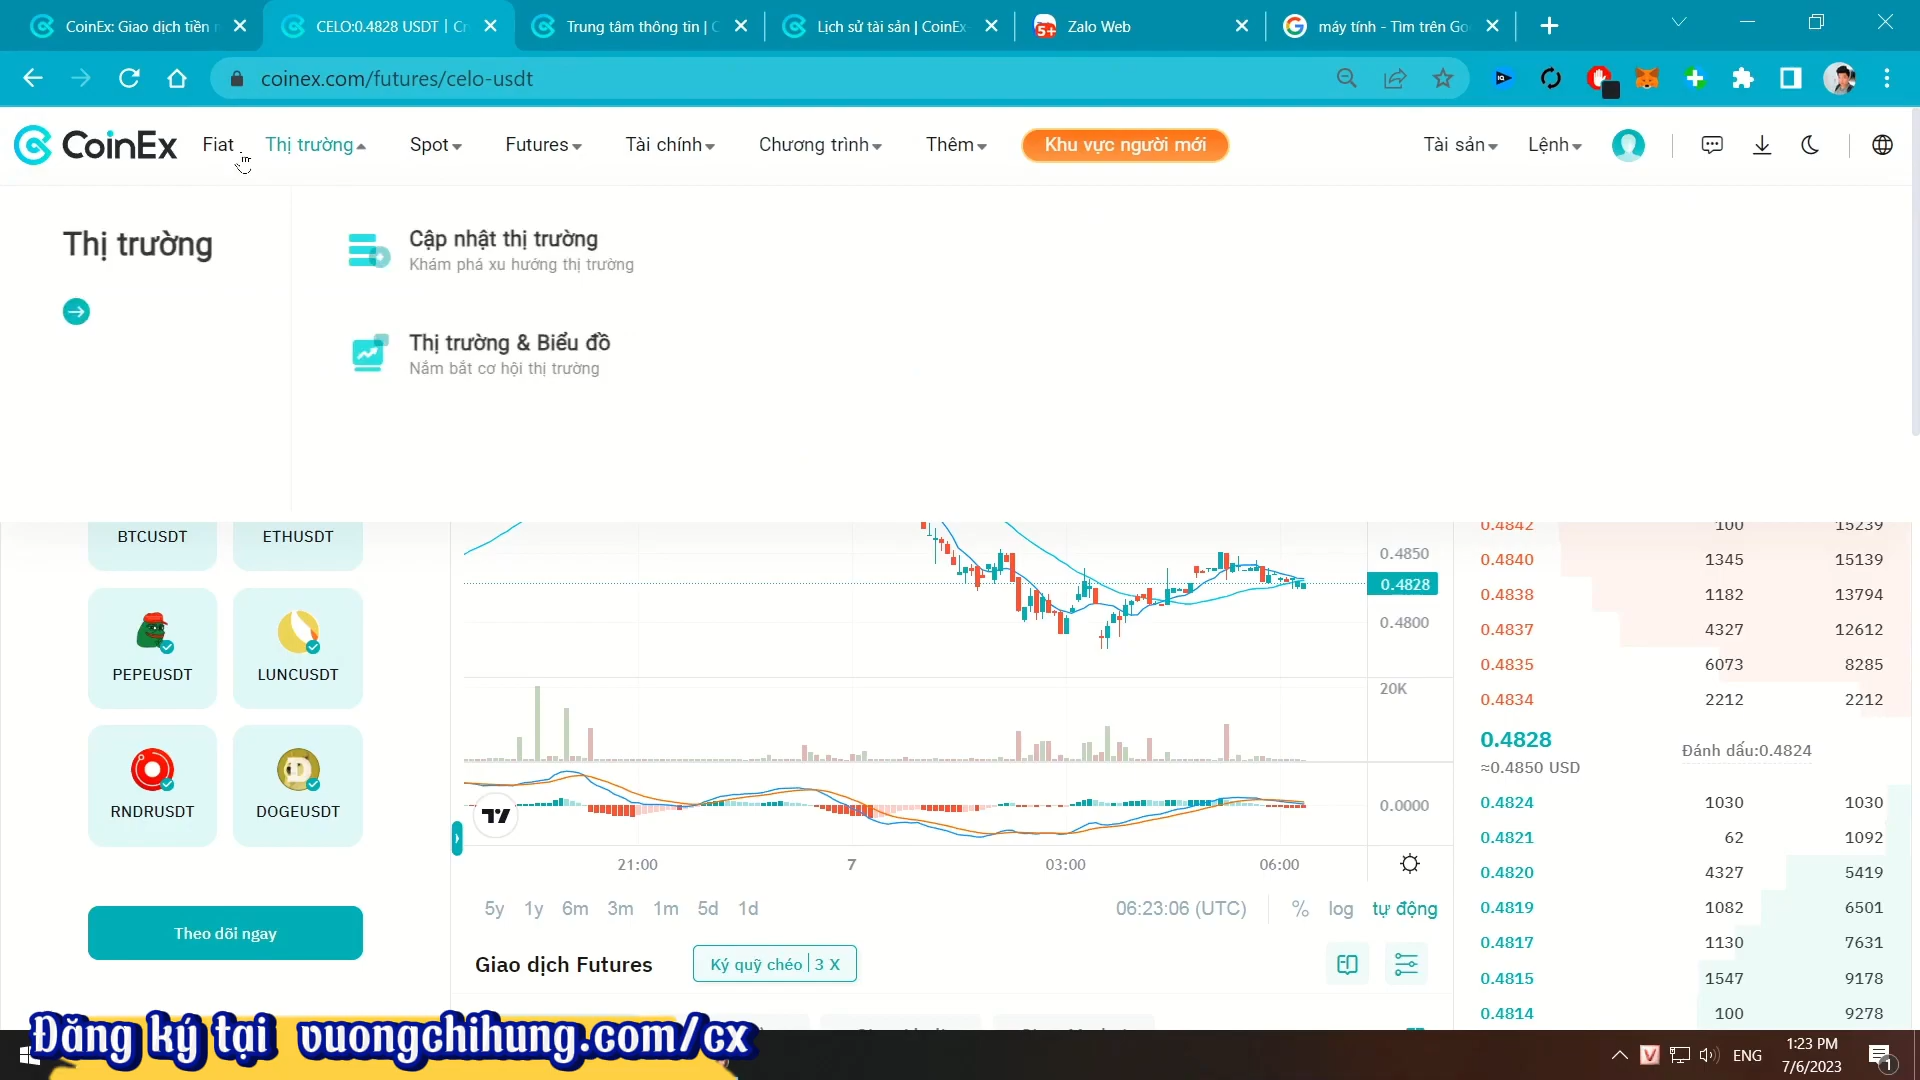 CoinEx: Giao dịch tiền
CELO:0.4828 USDT | Cr
Trung tâm thông tin | C
Lịch sử tài sản | CoinEx
Zalo Web
máy tính - Tìm trên Go
coinex.com/futures/celo-usdt
CoinEx
Fiat
Thị trường
Spot
Futures
Tài chính
Chương trình
Thêm
Khu vực người mới
Tài sản
Lệnh
Thị trường
Cập nhật thị trường
Khám phá xu hướng thị trường
Thị trường & Biểu đồ
Nắm bắt cơ hội thị trường
BTCUSDT
ETHUSDT
PEPEUSDT
LUNCUSDT
RNDRUSDT
DOGEUSDT
Theo dõi ngay
0.4850
0.4828
0.4800
20K
0.0000
21:00
7
03:00
06:00
5y 1y 6m 3m 1m 5d 1d
06:23:06 (UTC)
%
log
tự động
Giao dịch Futures
Ký quỹ chéo | 3 X
0.4842 100 15239
0.4840 1345 15139
0.4838 1182 13794
0.4837 4327 12612
0.4835 6073 8285
0.4834 2212 2212
0.4828
Đánh dấu:0.4824
≈0.4850 USD
0.4824 1030 1030
0.4821 62 1092
0.4820 4327 5419
0.4819 1082 6501
0.4817 1130 7631
0.4815 1547 9178
0.4814 100 9278
Đăng ký tại vuongchihung.com/cx
ENG
1:23 PM
7/6/2023
1